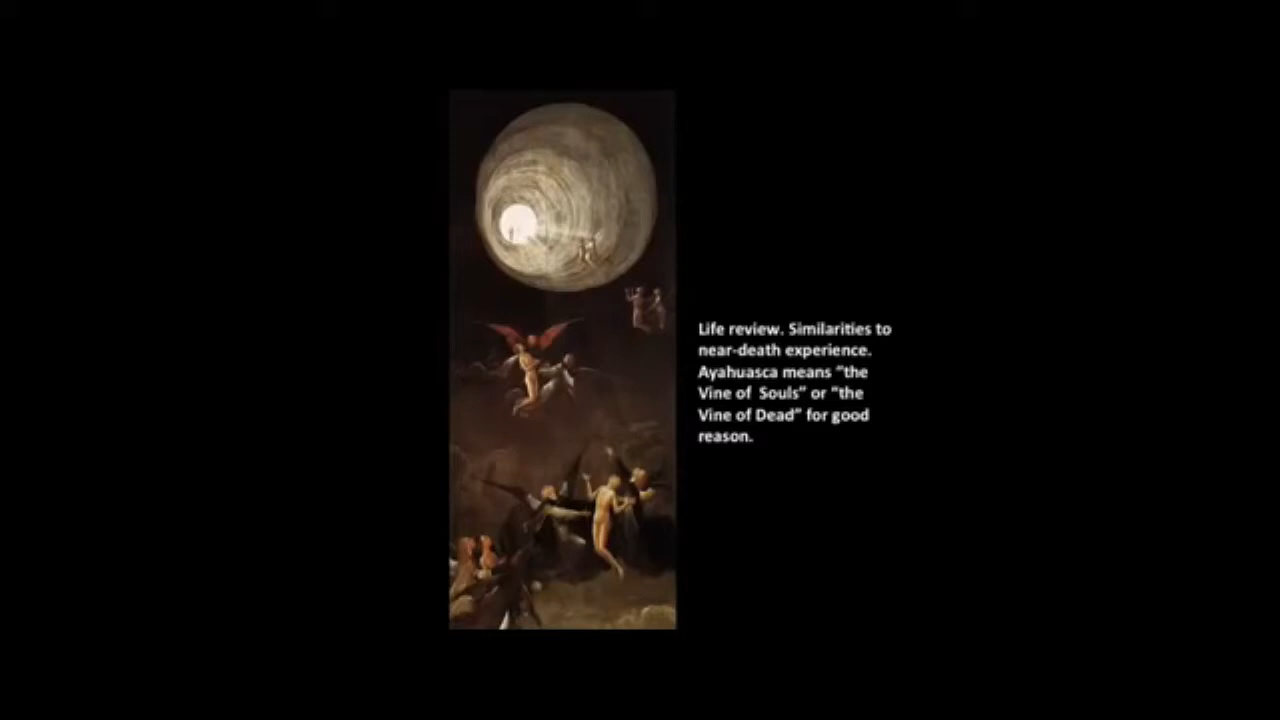 Life review. Similarities to
near-death experience.
Ayahuasca means “the
Vine of  Souls” or “the
Vine of Dead” for good
reason.